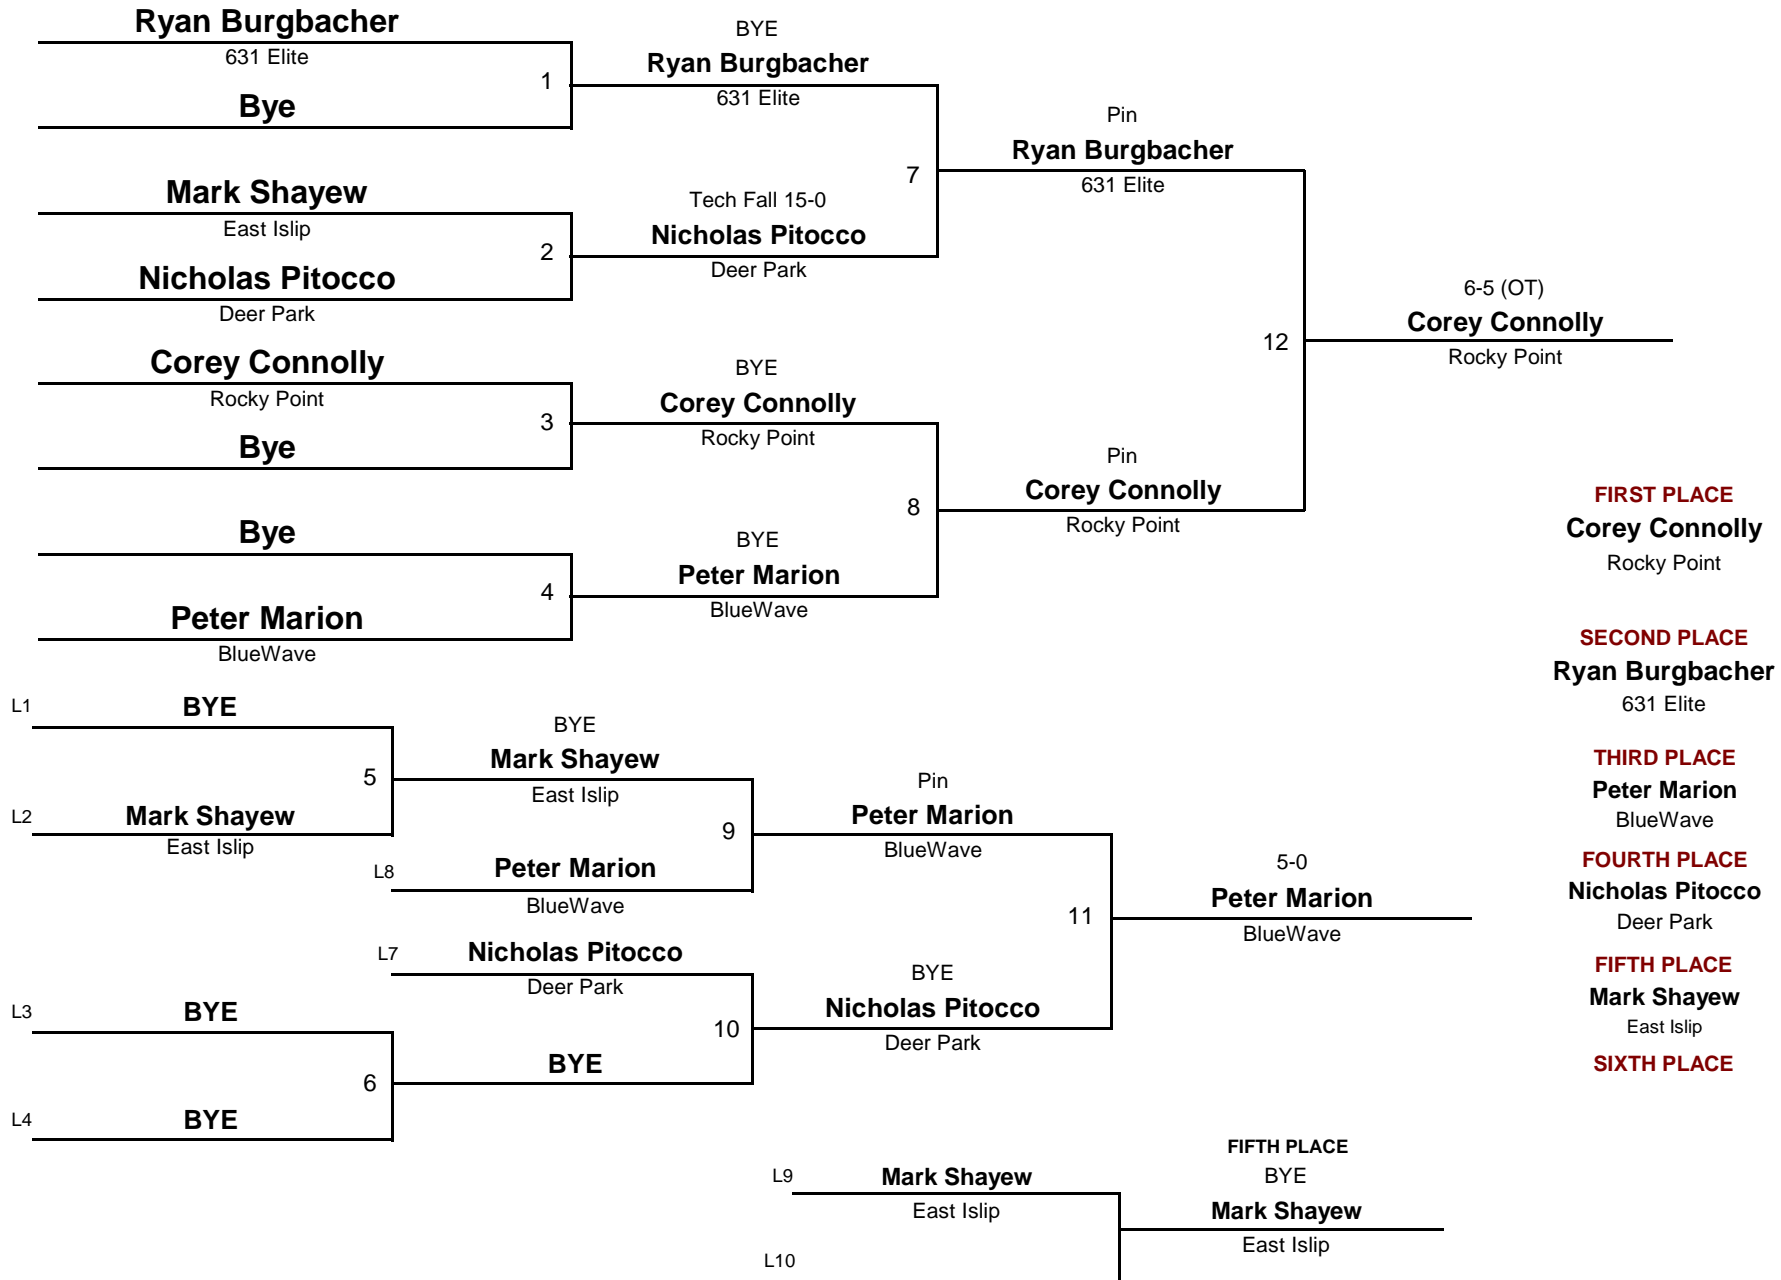 Ryan Burgbacher
631 Elite
1
Bye
BYE
Ryan Burgbacher
631 Elite
Mark Shayew
East Islip
2
Nicholas Pitocco
Deer Park
Tech Fall 15-0
Nicholas Pitocco
Deer Park
7
Pin
Ryan Burgbacher
631 Elite
Corey Connolly
Rocky Point
3
Bye
BYE
Corey Connolly
Rocky Point
Bye
4
Peter Marion
BlueWave
BYE
Peter Marion
BlueWave
8
Pin
Corey Connolly
Rocky Point
12
6-5 (OT)
Corey Connolly
Rocky Point
FIRST PLACE
Corey Connolly
Rocky Point
SECOND PLACE
Ryan Burgbacher
631 Elite
THIRD PLACE
Peter Marion
BlueWave
FOURTH PLACE
Nicholas Pitocco
Deer Park
FIFTH PLACE
Mark Shayew
East Islip
SIXTH PLACE
L1
BYE
5
L2
Mark Shayew
East Islip
BYE
Mark Shayew
East Islip
9
L8
Peter Marion
BlueWave
Pin
Peter Marion
BlueWave
L7
Nicholas Pitocco
Deer Park
L3
BYE
6
L4
BYE
10
BYE
BYE
Nicholas Pitocco
Deer Park
11
5-0
Peter Marion
BlueWave
L9
Mark Shayew
East Islip
L10
FIFTH PLACE
BYE
Mark Shayew
East Islip